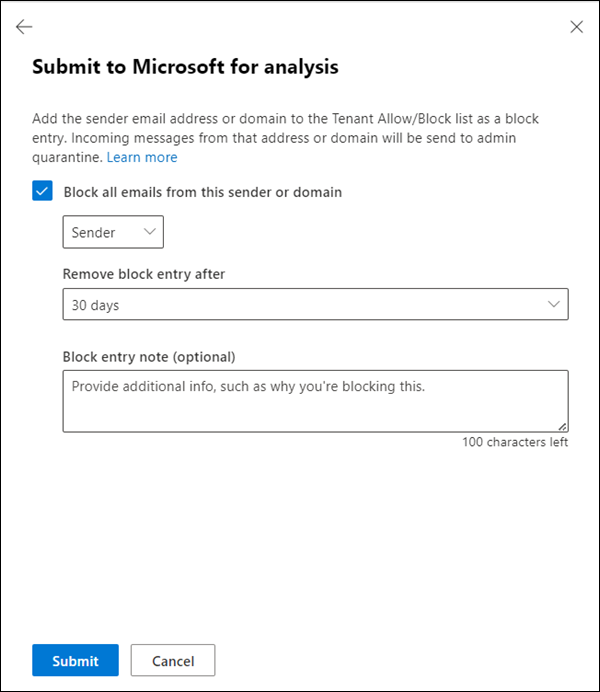 Submit to Microsoft for analysis
Add the sender email address or domain to the Tenant Allow/Block list as a block
entry. Incoming messages from that address or domain will be send to admin
quarantine. Learn more
Block all emails from this sender or domain
Sender
Remove block entry after
30 days
Block entry note (optional)
Provide additional info, such as why you're blocking this.
100 characters left
Submit Cancel